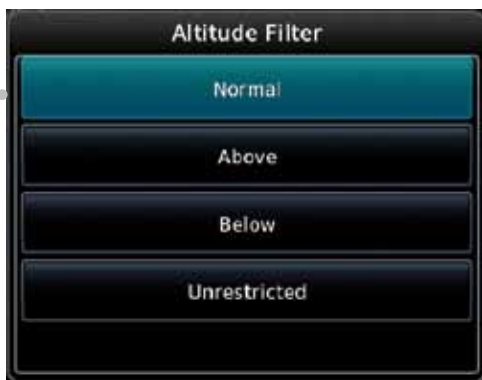 Altitude Filter
Normal
Above
Below
Unrestricted